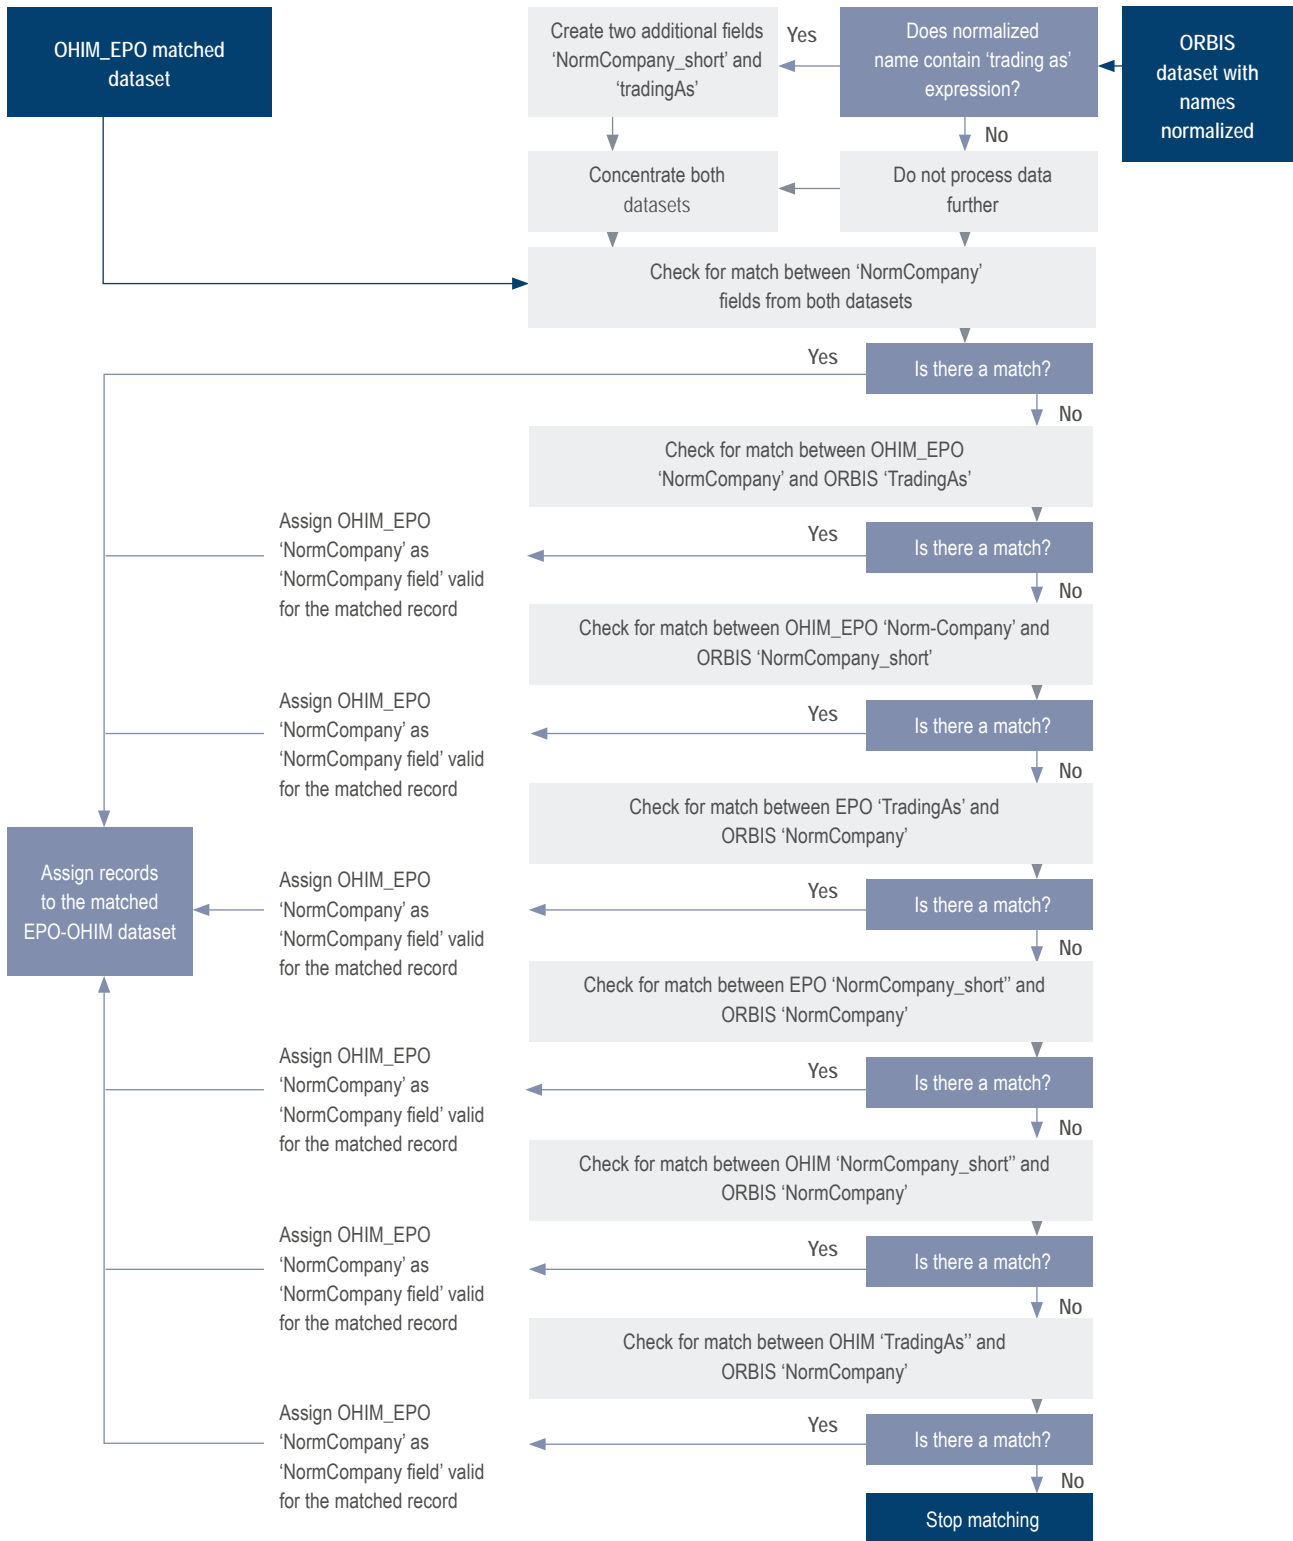 OHIM_EPO matched
dataset
Create two additional fields
‘NormCompany_short’ and
‘tradingAs’
Yes
Does normalized
name contain ‘trading as’
expression?
ORBIS
dataset with
names
normalized
No
Concentrate both
datasets
Do not process data
further
Check for match between ‘NormCompany’
fields from both datasets
Yes
Is there a match?
No
Check for match between OHIM_EPO
‘NormCompany’ and ORBIS ‘TradingAs’
Assign OHIM_EPO
‘NormCompany’ as
‘NormCompany field’ valid
for the matched record
Yes
Is there a match?
No
Check for match between OHIM_EPO ‘Norm-Company’ and
ORBIS ‘NormCompany_short’
Assign OHIM_EPO
‘NormCompany’ as
‘NormCompany field’ valid
for the matched record
Yes
Is there a match?
No
Check for match between EPO ‘TradingAs’ and
ORBIS ‘NormCompany’
Assign records
to the matched
EPO-OHIM dataset
Assign OHIM_EPO
‘NormCompany’ as
‘NormCompany field’ valid
for the matched record
Yes
Is there a match?
No
Check for match between EPO ‘NormCompany_short’’ and
ORBIS ‘NormCompany’
Assign OHIM_EPO
‘NormCompany’ as
‘NormCompany field’ valid
for the matched record
Yes
Is there a match?
No
Check for match between OHIM ‘NormCompany_short’’ and
ORBIS ‘NormCompany’
Assign OHIM_EPO
‘NormCompany’ as
‘NormCompany field’ valid
for the matched record
Yes
Is there a match?
No
Check for match between OHIM ‘TradingAs’’ and
ORBIS ‘NormCompany’
Assign OHIM_EPO
‘NormCompany’ as
‘NormCompany field’ valid
for the matched record
Yes
Is there a match?
No
Stop matching